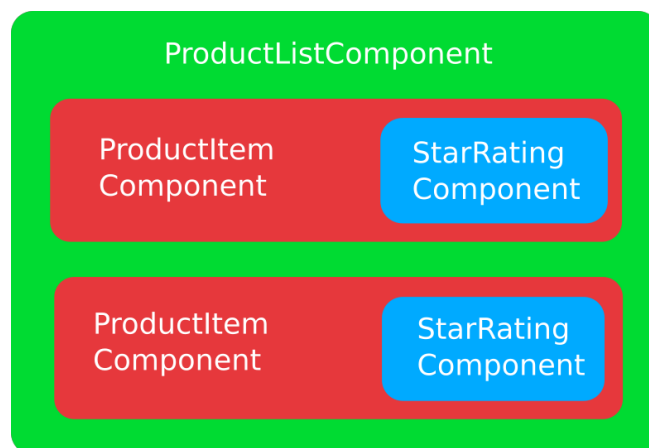 ProductListComponent
ProductItem
Component
StarRating
Component
ProductItem
Component
StarRating
Component